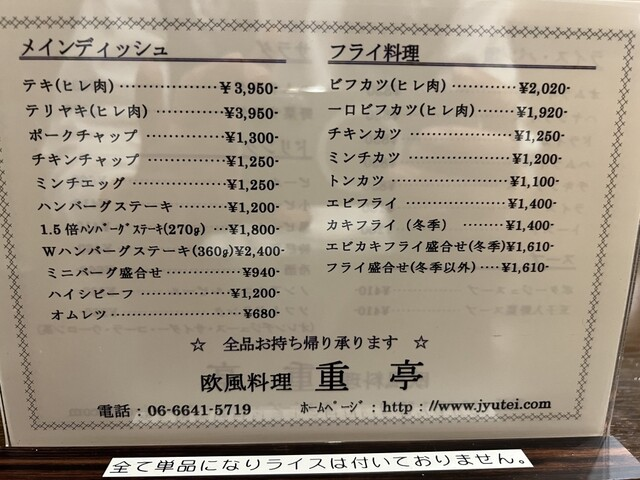 メインディッシュ
テキ(ヒレ肉) ················· ¥3,950-
テリヤキ(ヒレ肉) ············· ¥3,950-
ポークチャップ ··············· ¥1,300-
チキンチャップ ··············· ¥1,250-
ミンチエッグ ················· ¥1,250-
ハンバーグステーキ ·········· ¥1,100-
1.5倍ﾊﾝﾊﾞｰｸﾞｽﾃｰｷ(270g) ··· ¥1,800-
Wハンバーグステーキ(360g)¥2,400-
ミニバーグ盛合せ ············· ¥940-
ハイシビーフ ················· ¥1,200-
オムレツ ······················ ¥680-
フライ料理
ビフカツ(ヒレ肉) ············ ¥2,020-
一口ビフカツ(ヒレ肉) ······· ¥1,920-
チキンカツ ··················· ¥1,250-
ミンチカツ ··················· ¥1,200-
トンカツ ······················ ¥1,100-
エビフライ ··················· ¥1,400-
カキフライ（冬季） ········ ¥1,400-
エビカキフライ盛合せ(冬季)¥1,610-
フライ盛合せ(冬季以外) ···· ¥1,610-
☆ 全品お持ち帰り承ります ☆
欧風料理 重亭
電話：06-6641-5719 ﾎｰﾑﾍﾟｰｼﾞ：http：//www.jyutei.com
全て単品になりライスは付いておりません。